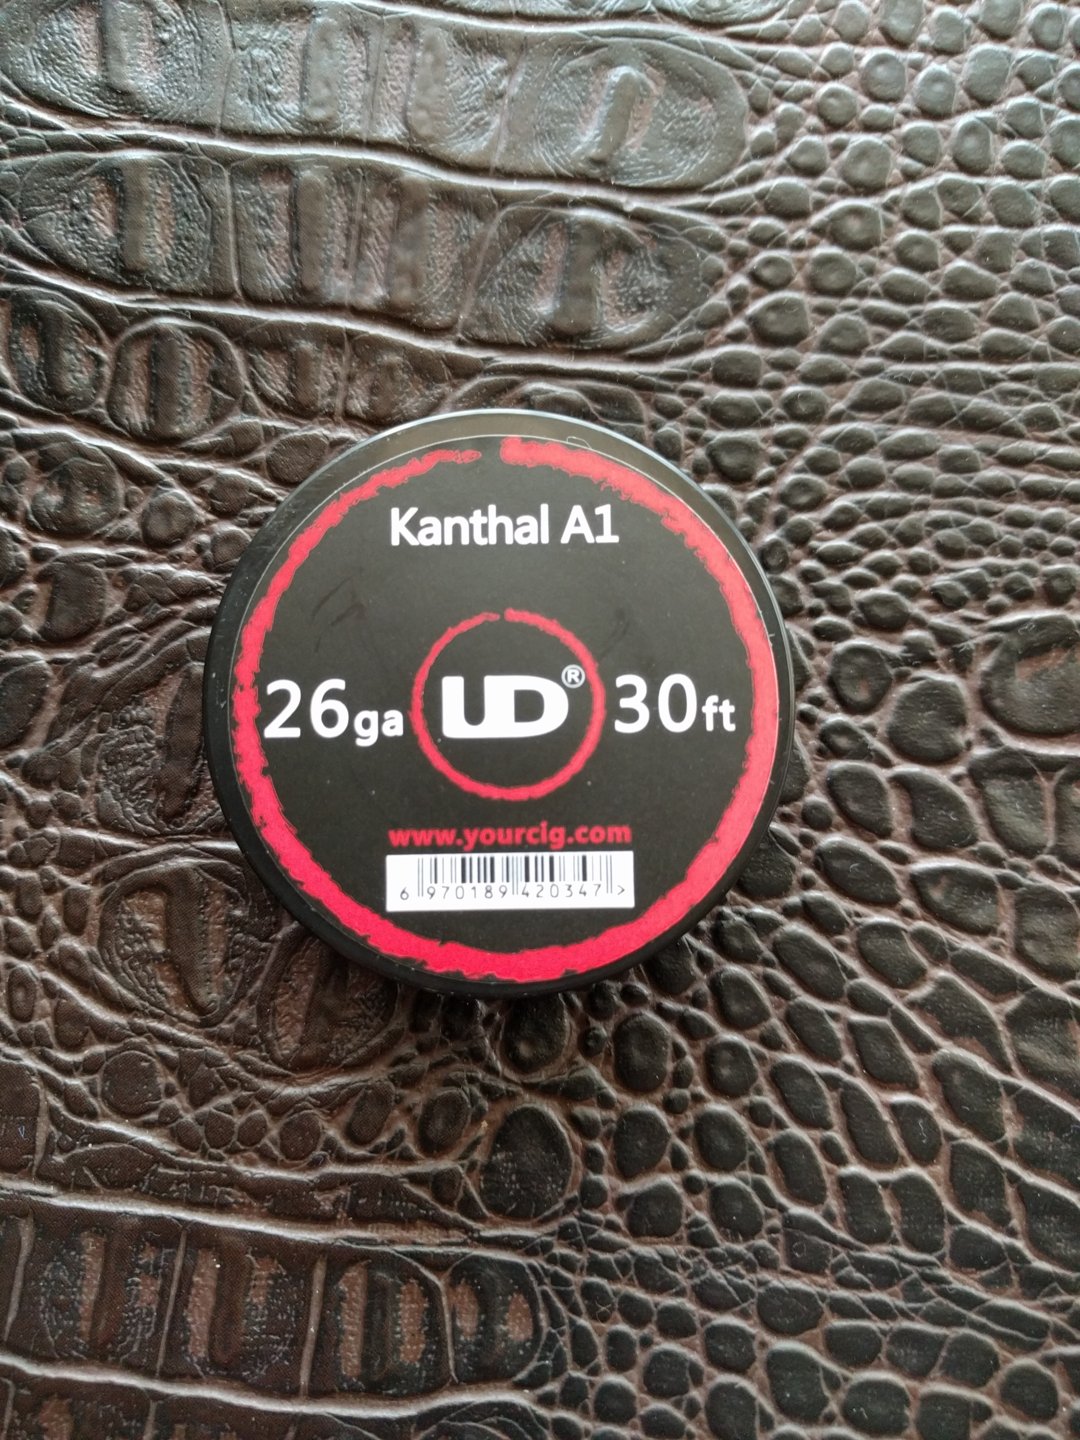 Kanthal A1
26ga UD® 30ft
www.yourcig.com
6 970189 420347 >